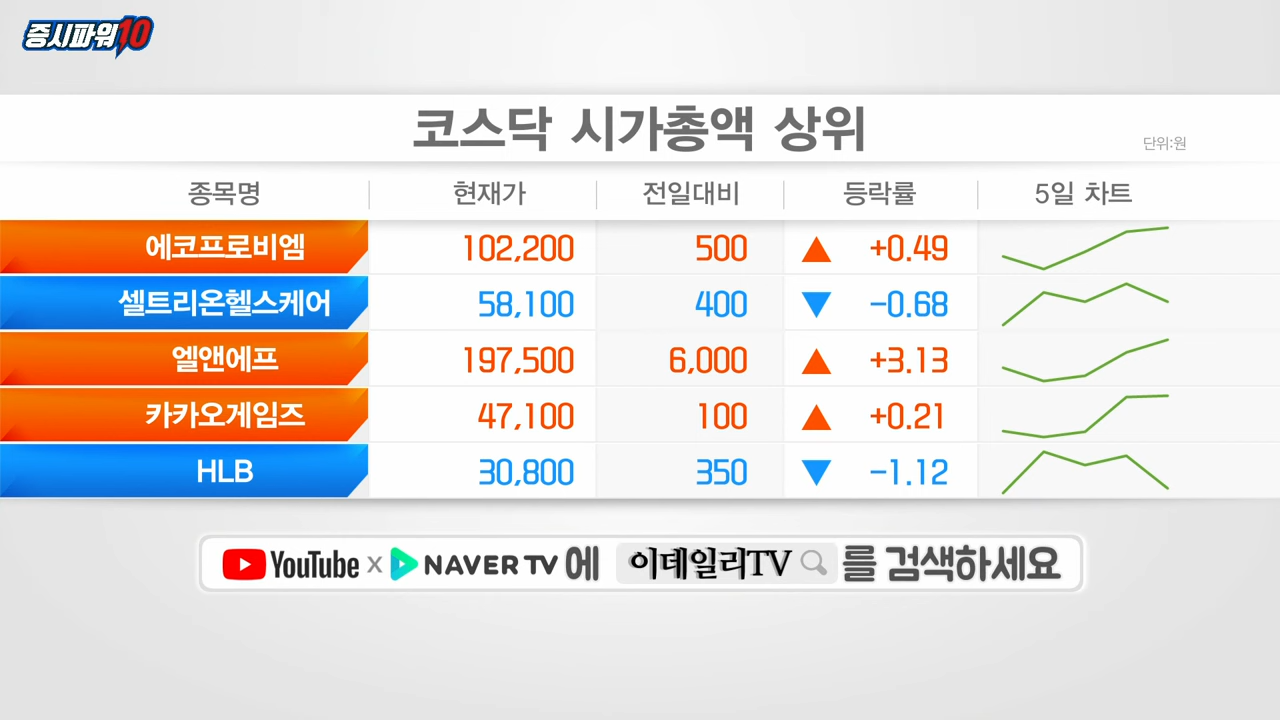 증시파워10
코스닥 시가총액 상위
단위:원
종목명 현재가 전일대비 등락률 5일 차트
에코프로비엠 102,200 500 ▲ +0.49
셀트리온헬스케어 58,100 400 ▼ -0.68
엘앤에프 197,500 6,000 ▲ +3.13
카카오게임즈 47,100 100 ▲ +0.21
HLB 30,800 350 ▼ -1.12
YouTube x NAVER TV에 이데일리TV 를 검색하세요